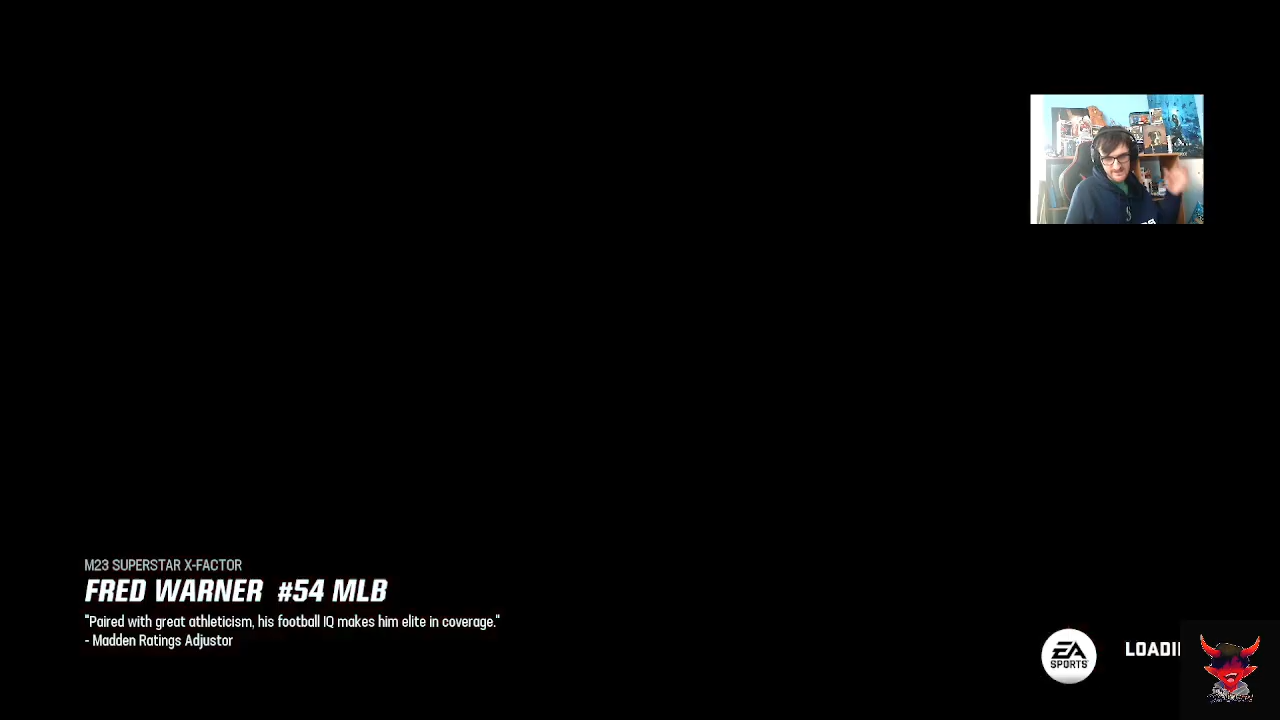 M23 SUPERSTAR X-FACTOR
FRED WARNER #54 MLB
"Paired with great athleticism, his football IQ makes him elite in coverage."
- Madden Ratings Adjustor
EA
SPORTS
LOADI